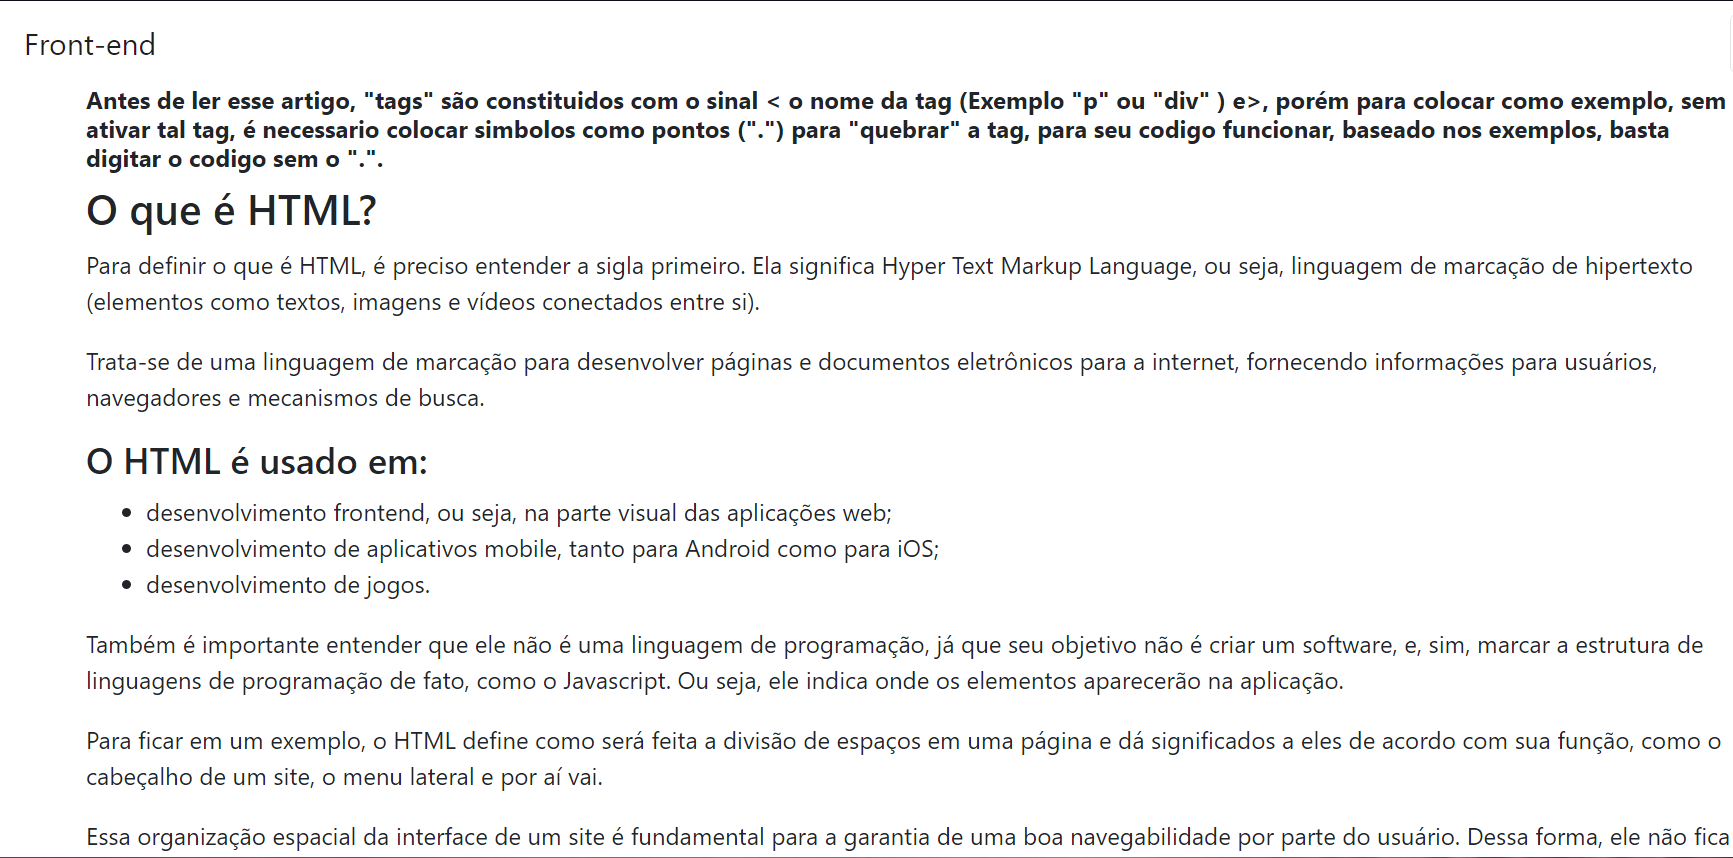 Front-end
Antes de ler esse artigo, "tags" são constituidos com o sinal < o nome da tag (Exemplo "p" ou "div" ) e>, porém para colocar como exemplo, sem
ativar tal tag, é necessario colocar simbolos como pontos (".") para "quebrar" a tag, para seu codigo funcionar, baseado nos exemplos, basta
digitar o codigo sem o ".".
O que é HTML?
Para definir o que é HTML, é preciso entender a sigla primeiro. Ela significa Hyper Text Markup Language, ou seja, linguagem de marcação de hipertexto
(elementos como textos, imagens e vídeos conectados entre si).
Trata-se de uma linguagem de marcação para desenvolver páginas e documentos eletrônicos para a internet, fornecendo informações para usuários,
navegadores e mecanismos de busca.
O HTML é usado em:
• desenvolvimento frontend, ou seja, na parte visual das aplicações web;
• desenvolvimento de aplicativos mobile, tanto para Android como para iOS;
• desenvolvimento de jogos.
Também é importante entender que ele não é uma linguagem de programação, já que seu objetivo não é criar um software, e, sim, marcar a estrutura de
linguagens de programação de fato, como o Javascript. Ou seja, ele indica onde os elementos aparecerão na aplicação.
Para ficar em um exemplo, o HTML define como será feita a divisão de espaços em uma página e dá significados a eles de acordo com sua função, como o
cabeçalho de um site, o menu lateral e por aí vai.
Essa organização espacial da interface de um site é fundamental para a garantia de uma boa navegabilidade por parte do usuário. Dessa forma, ele não fica